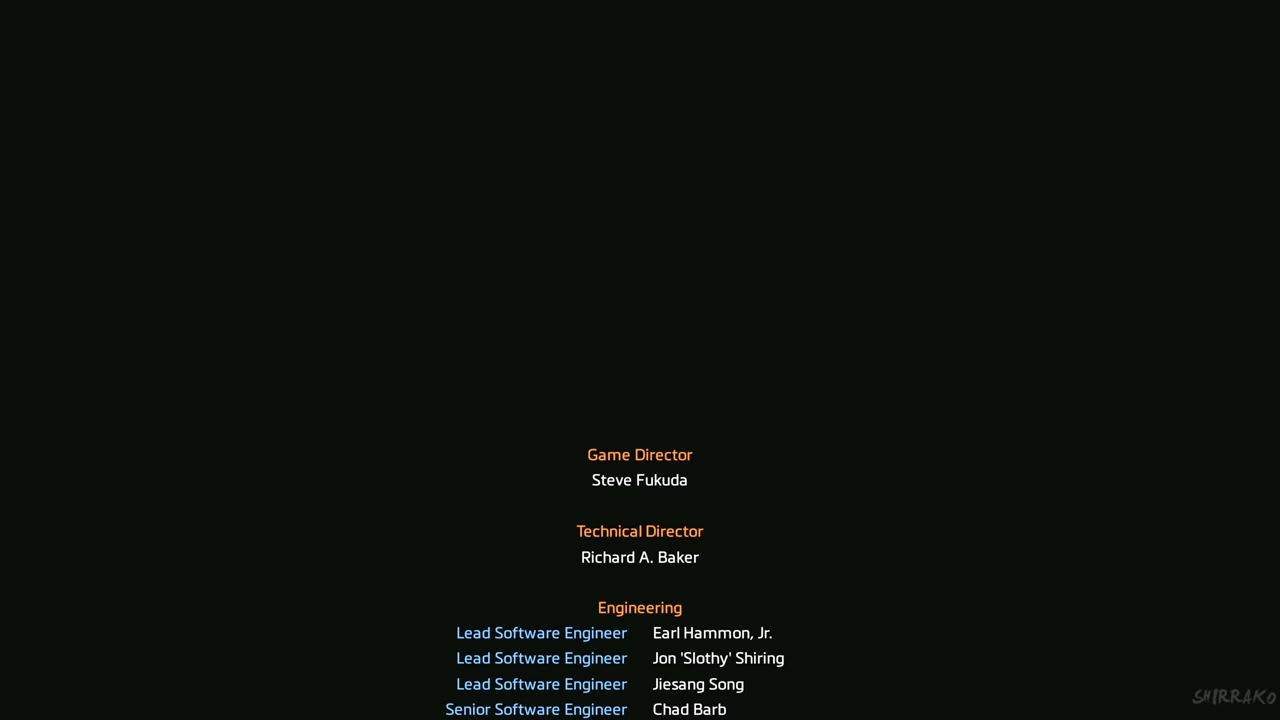 Game Director
Steve Fukuda
Technical Director
Richard A. Baker
Engineering
Lead Software Engineer Earl Hammon, Jr.
Lead Software Engineer Jon 'Slothy' Shiring
Lead Software Engineer Jiesang Song
Senior Software Engineer Chad Barb
SHIRRAKO